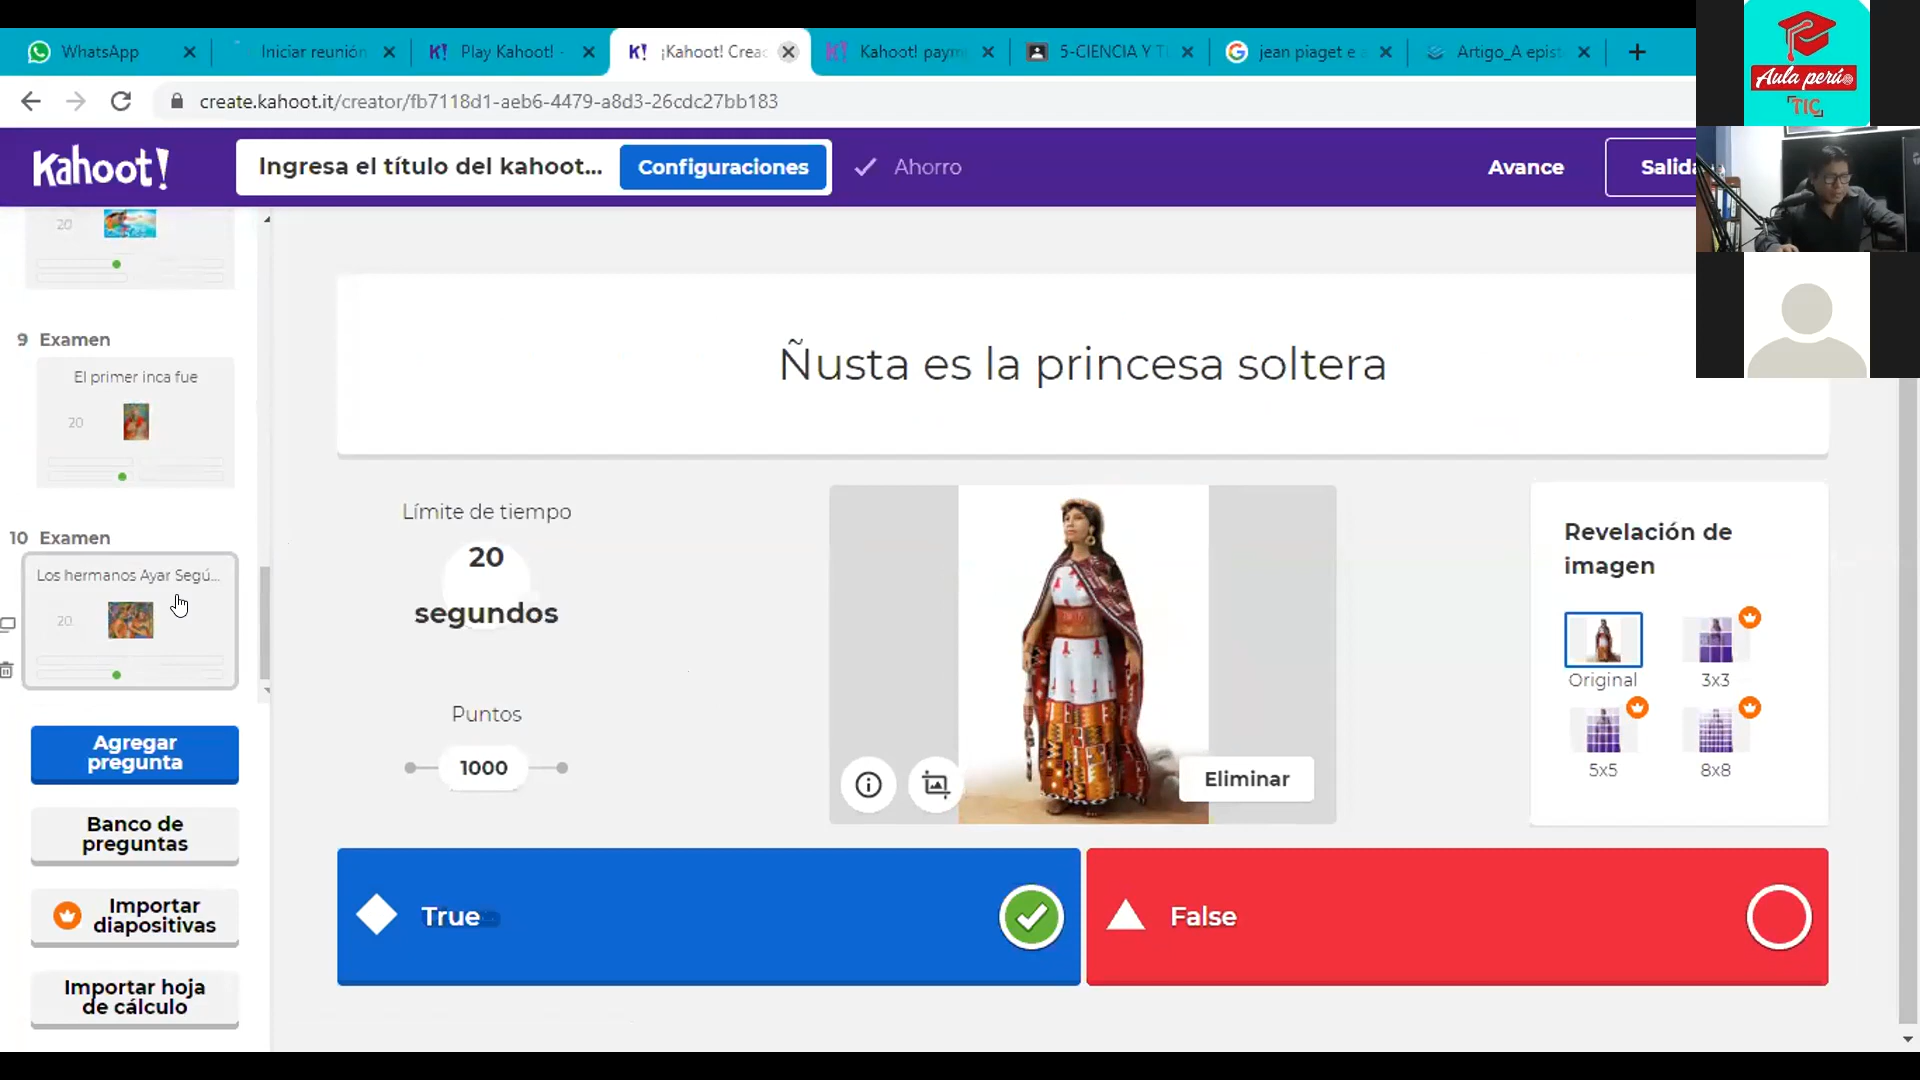 WhatsApp
Iniciar reunión
Play Kahoot! -
¡Kahoot! Creac
Kahoot! paym
5-CIENCIA Y T
jean piaget e
Artigo_A epist
create.kahoot.it/creator/fb7118d1-aeb6-4479-a8d3-26cdc27bb183
Aula perú
TIC
Kahoot!
Ingresa el título del kahoot...
Configuraciones
Ahorro
Avance
Salida
20
9 Examen
El primer inca fue
20
10 Examen
Los hermanos Ayar Segú...
20
Agregar
pregunta
Banco de
preguntas
Importar
diapositivas
Importar hoja
de cálculo
Ñusta es la princesa soltera
Límite de tiempo
20
segundos
Puntos
1000
Eliminar
Revelación de
imagen
Original
3x3
5x5
8x8
True
False